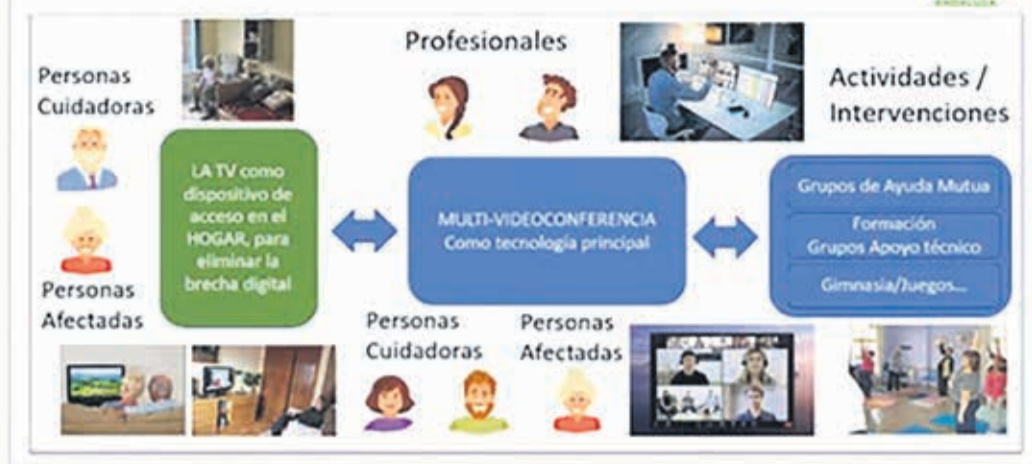 Personas
Cuidadoras
Personas
Afectadas
LA TV como
dispositivo de
acceso en el
HOGAR, para
eliminar la
brecha digital
Profesionales
MULTI-VIDEOCONFERENCIA
Como tecnología principal
Personas
Cuidadoras
Personas
Afectadas
Actividades /
Intervenciones
Grupos de Ayuda Mutua
Formación
Grupos Apoyo técnico
Gimnasia/Juegos...